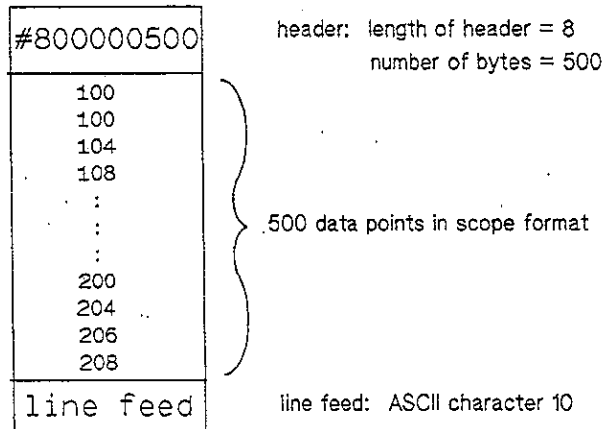 #800000500
header: length of header = 8
number of bytes = 500
100
100
104
108
:
:
:
500 data points in scope format
200
204
206
208
line feed
line feed: ASCII character 10